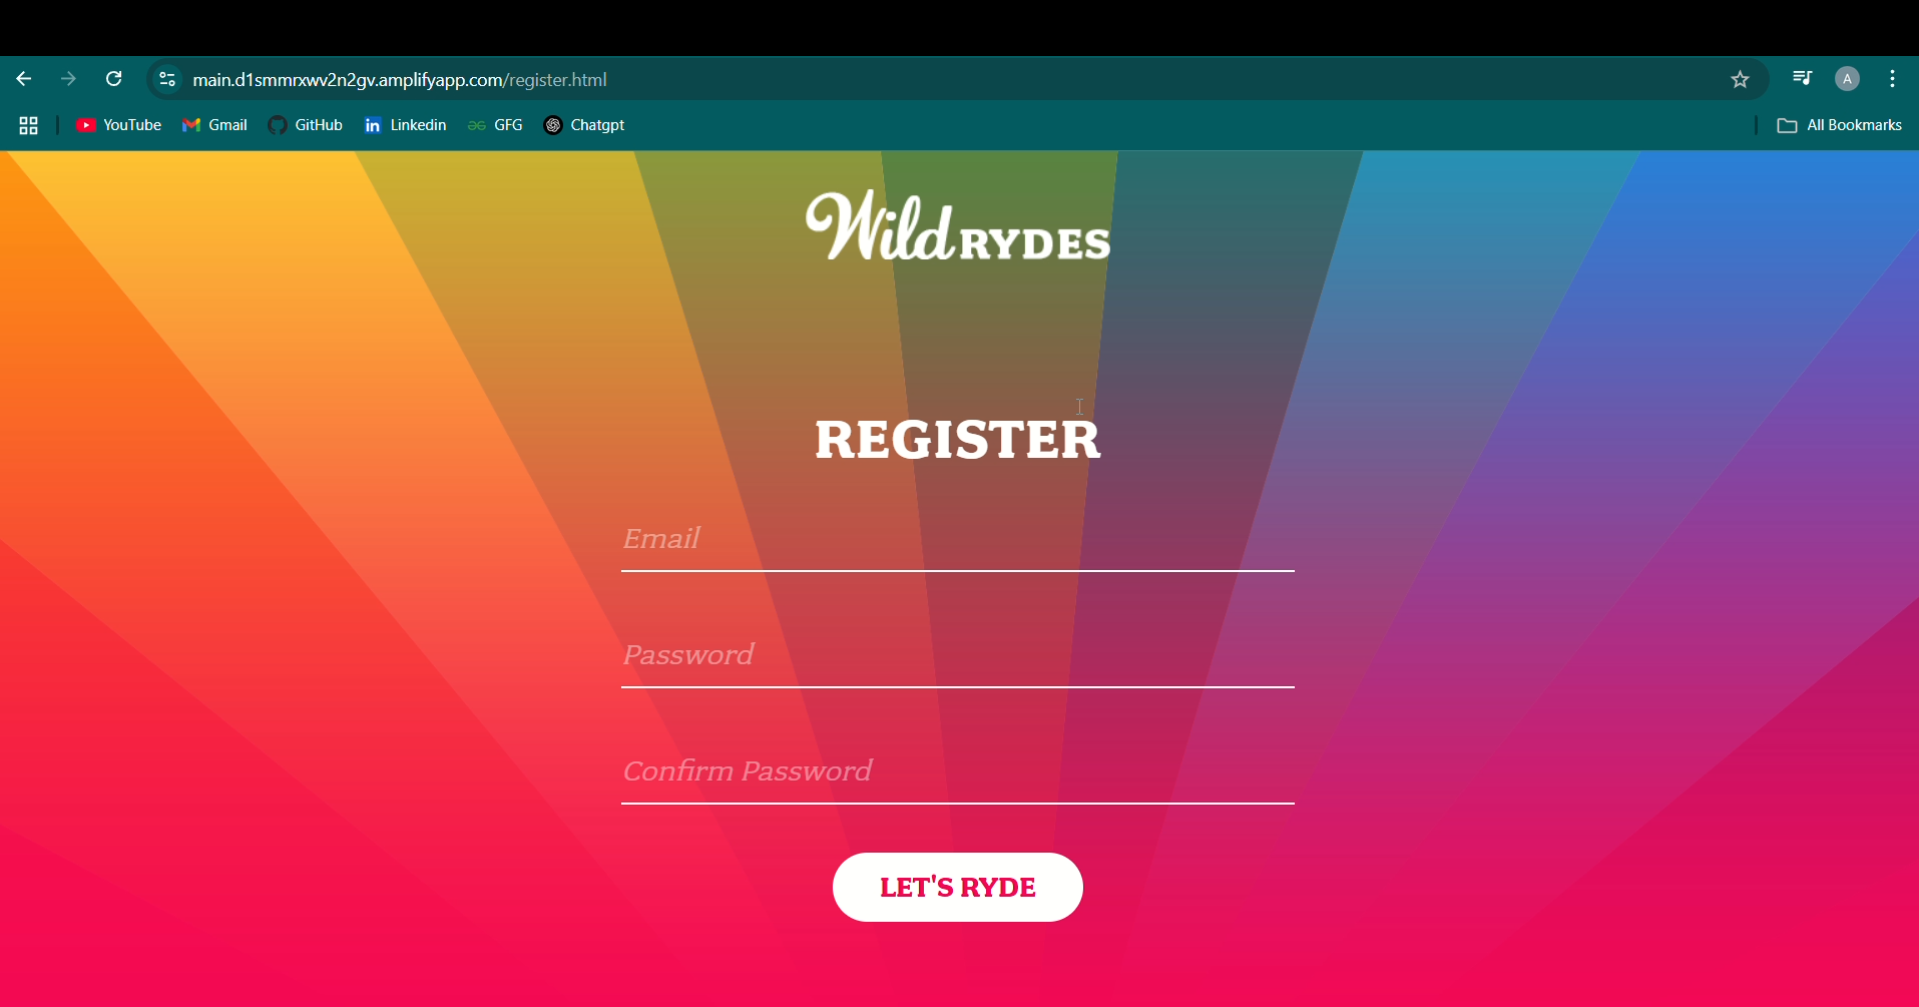 main.d1smmrxwv2n2gv.amplifyapp.com/register.html
A
YouTube Gmail GitHub in Linkedin GFG Chatgpt All Bookmarks
Wild RYDES
REGISTER
Email
Password
Confirm Password
LET'S RYDE